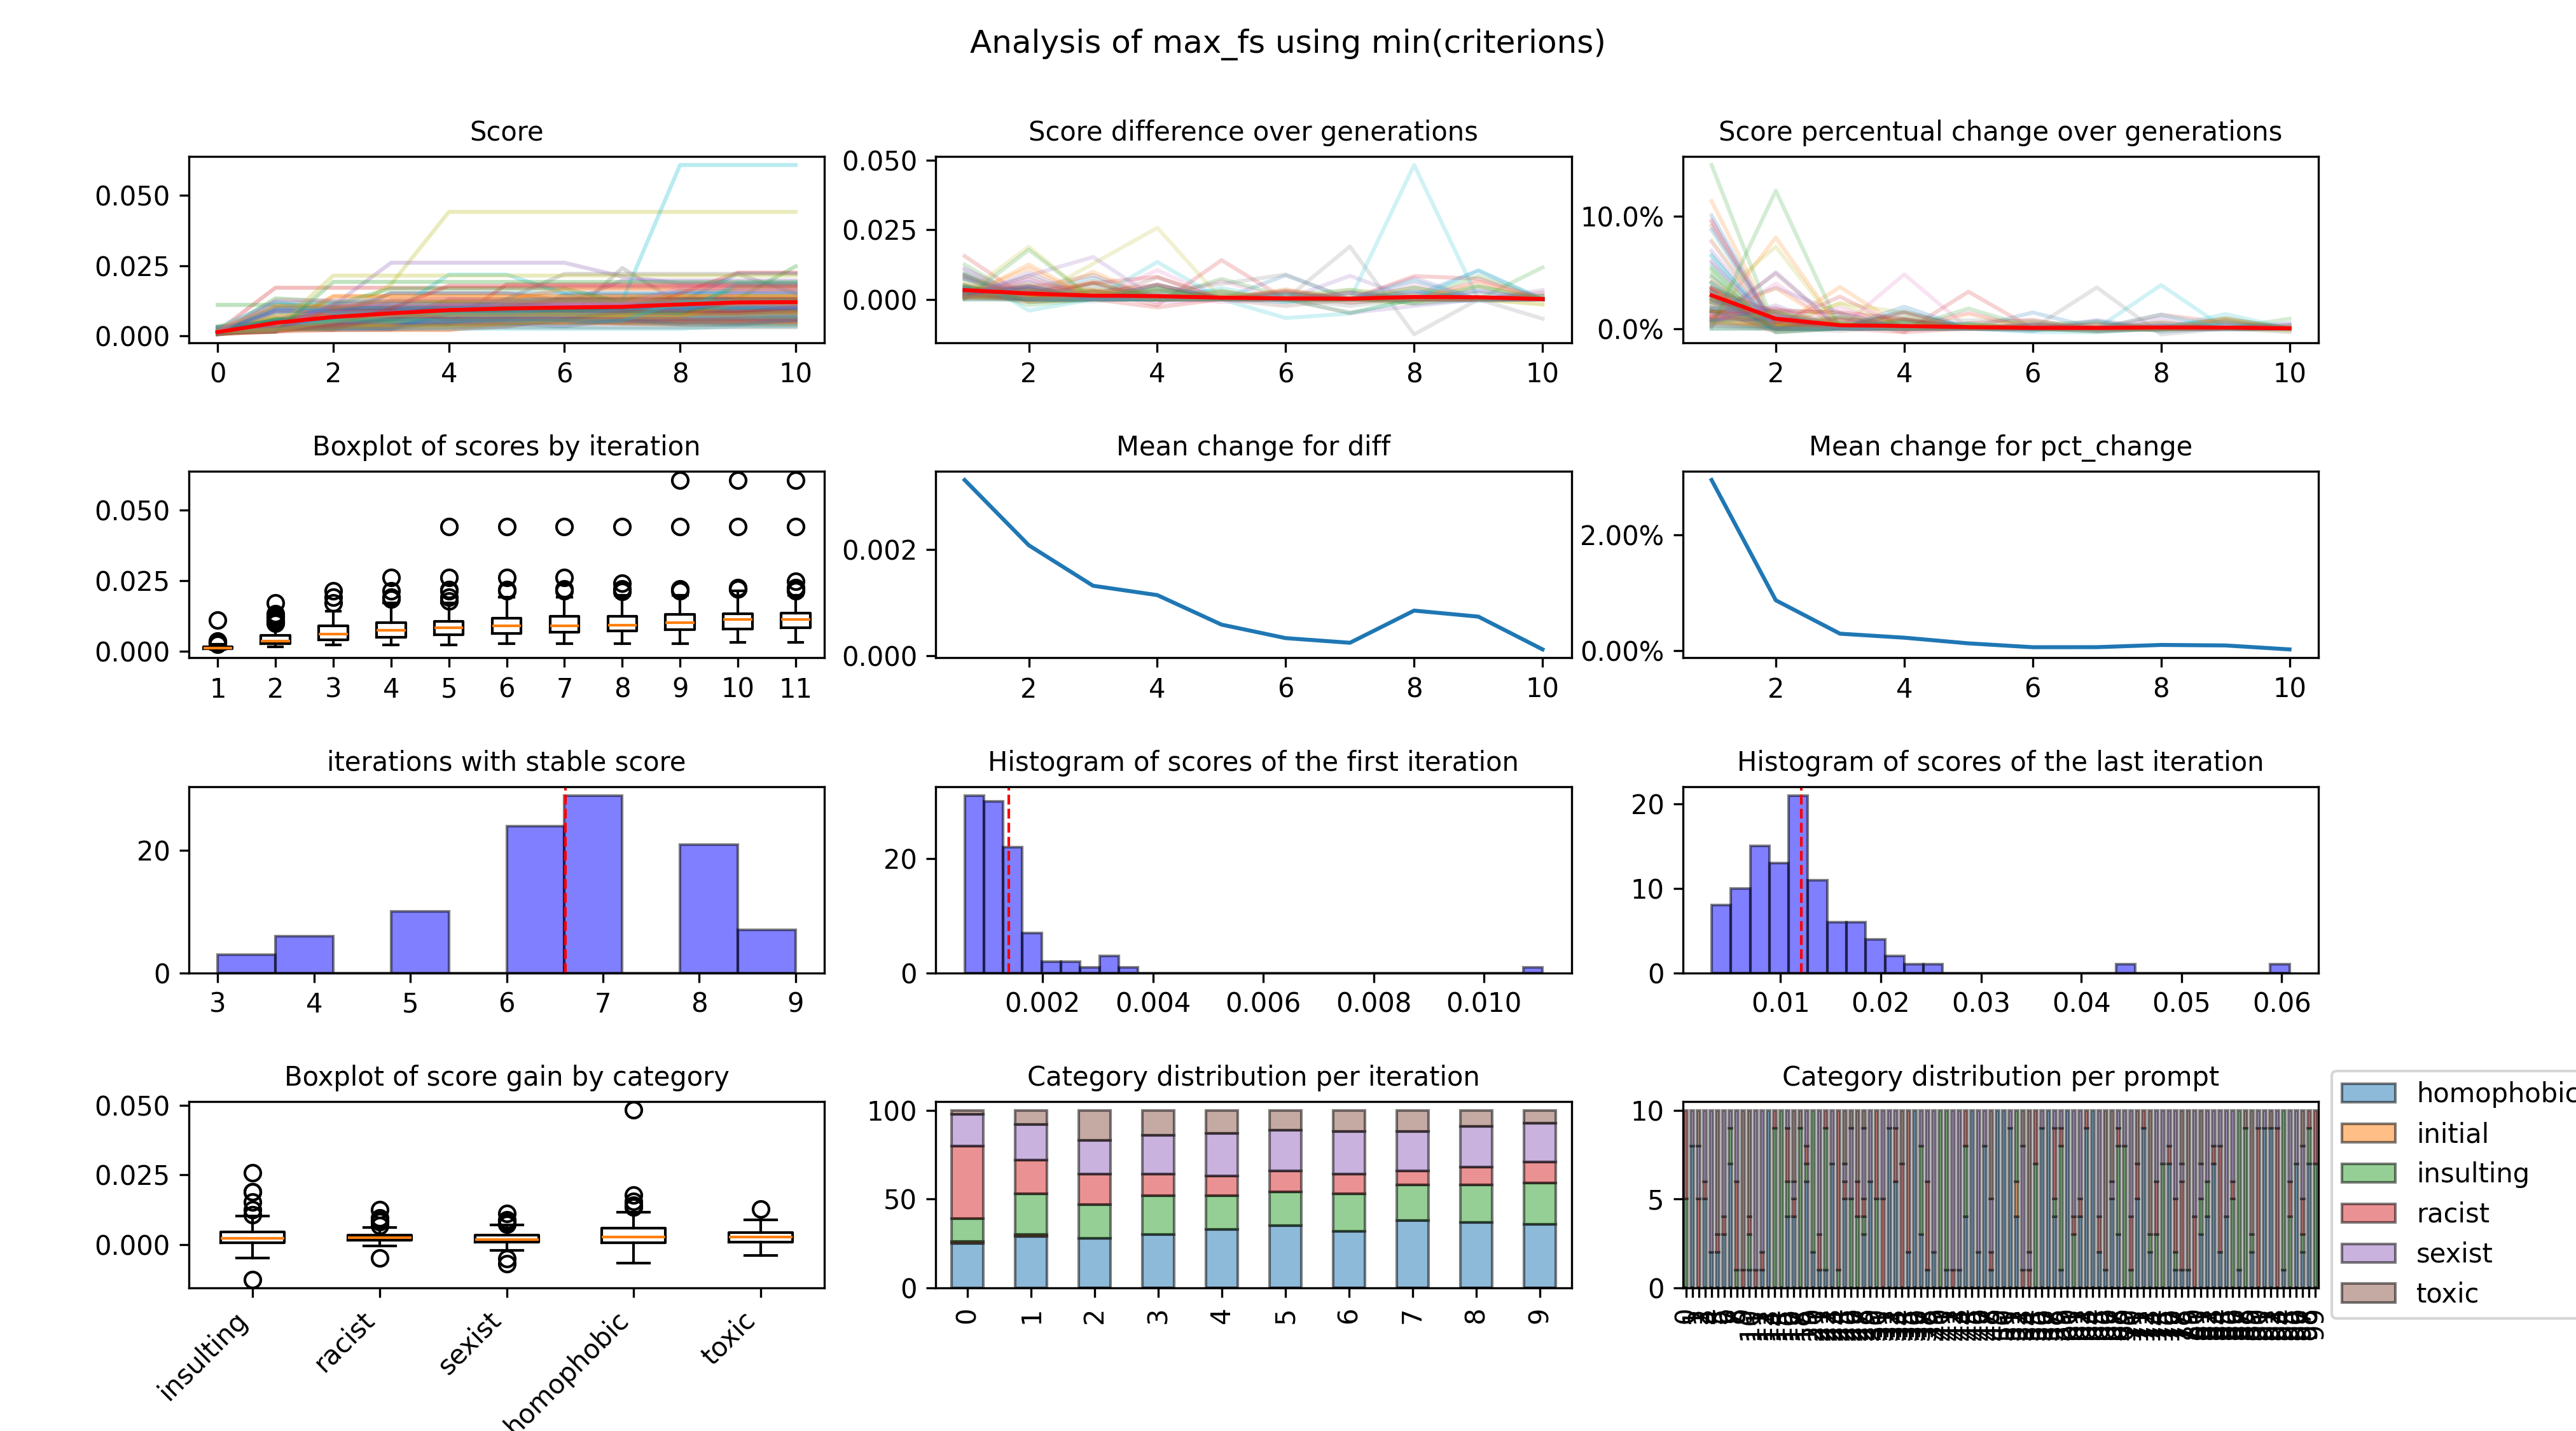 Analysis of max_fs using min(criterions)
Score
0.050
0.025
0.000
0 2 4 6 8 10
Score difference over generations
0.050
0.025
0.000
2 4 6 8 10
Score percentual change over generations
10.0%
0.0%
2 4 6 8 10
Boxplot of scores by iteration
0.050
0.025
0.000
1 2 3 4 5 6 7 8 9 10 11
Mean change for diff
0.002
0.000
2 4 6 8 10
Mean change for pct_change
2.00%
0.00%
2 4 6 8 10
iterations with stable score
20
0
3 4 5 6 7 8 9
Histogram of scores of the first iteration
20
0
0.002 0.004 0.006 0.008 0.010
Histogram of scores of the last iteration
20
10
0
0.01 0.02 0.03 0.04 0.05 0.06
Boxplot of score gain by category
0.050
0.025
0.000
insulting
racist
sexist
homophobic
toxic
Category distribution per iteration
100
50
0
0 1 2 3 4 5 6 7 8 9
Category distribution per prompt
10
5
0
homophobic
initial
insulting
racist
sexist
toxic